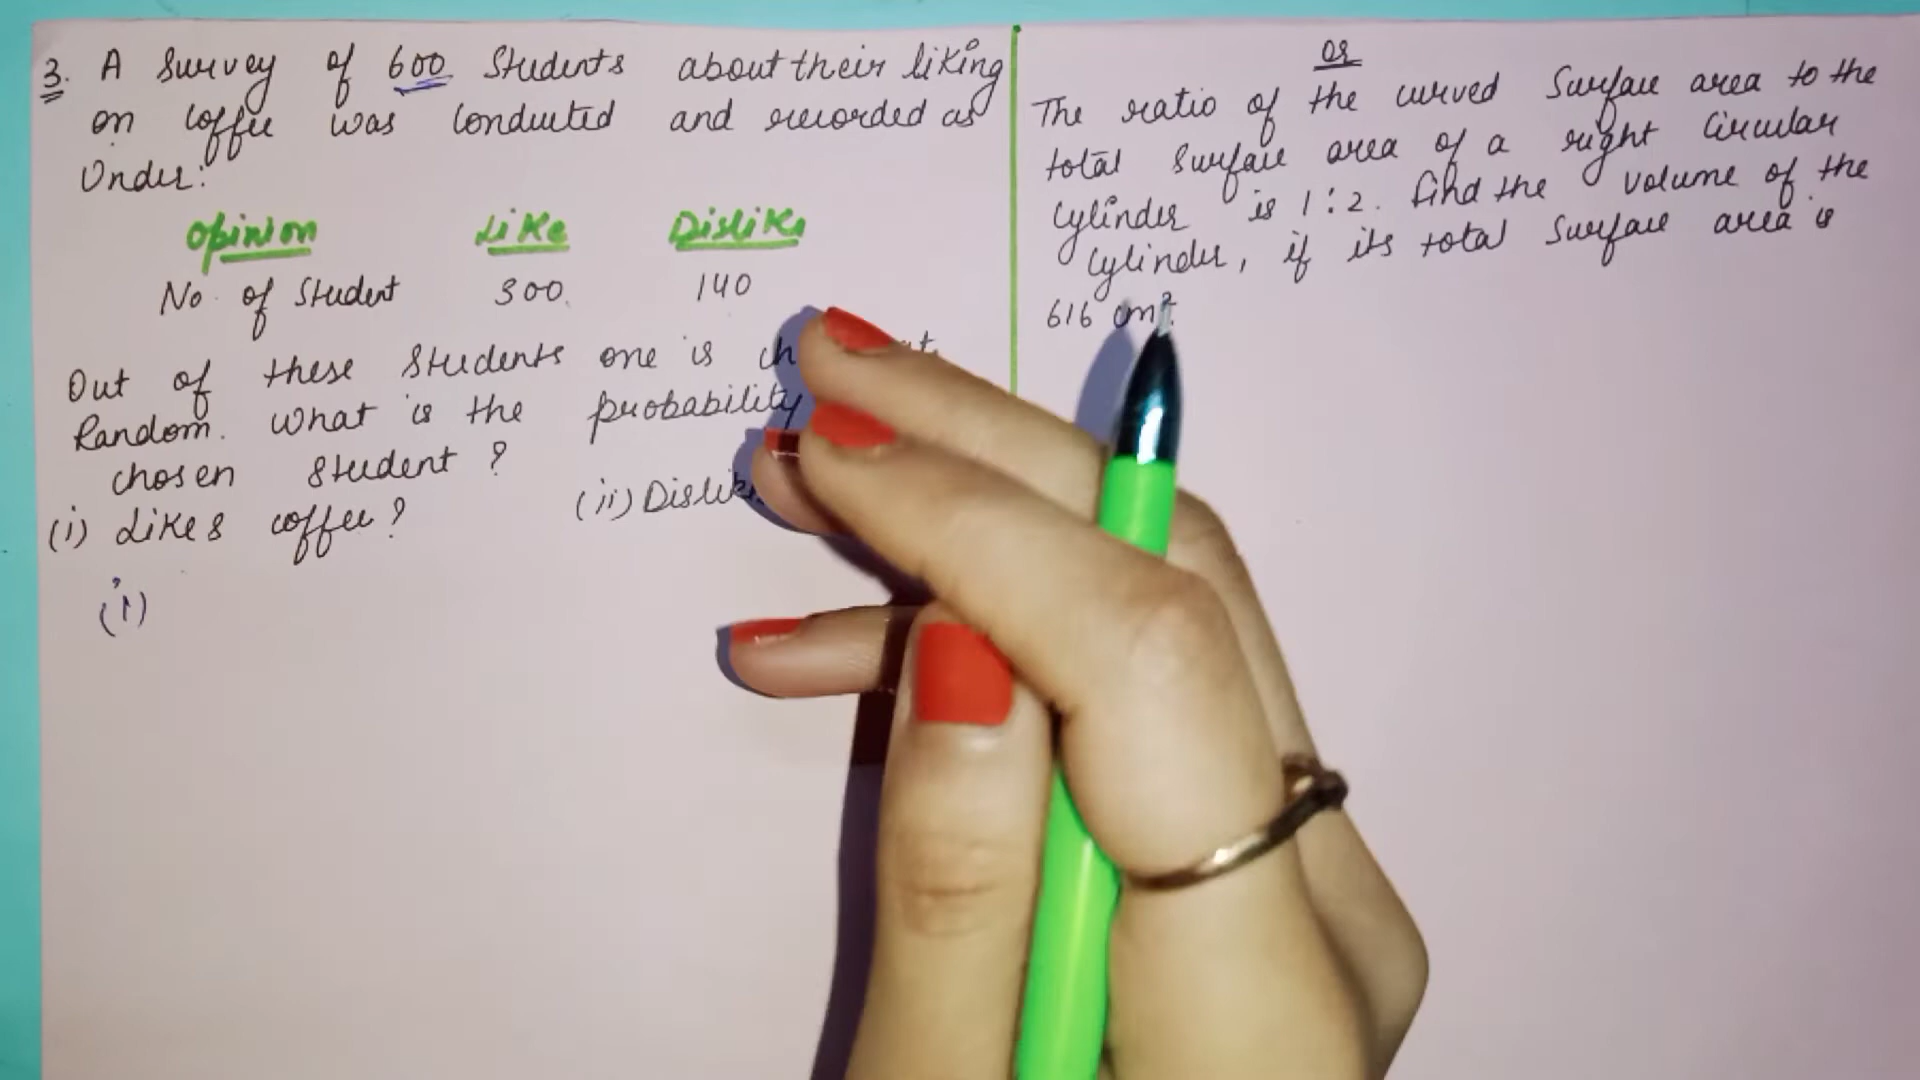 3. A Survey of 600 Students about their liking
on coffee was conducted and recorded as
Under:
Opinion Like Dislike
No. of Student 300 140
Out of these Students one is
Random. What is the probability
chosen Student ?
(i) Likes coffee ? (ii)
(i)
OR
The ratio of the curved Surface area to the
total Surface area of a right Circular
Cylinder is 1:2. find the volume of the
Cylinder, if its total Surface area is
616 cm².